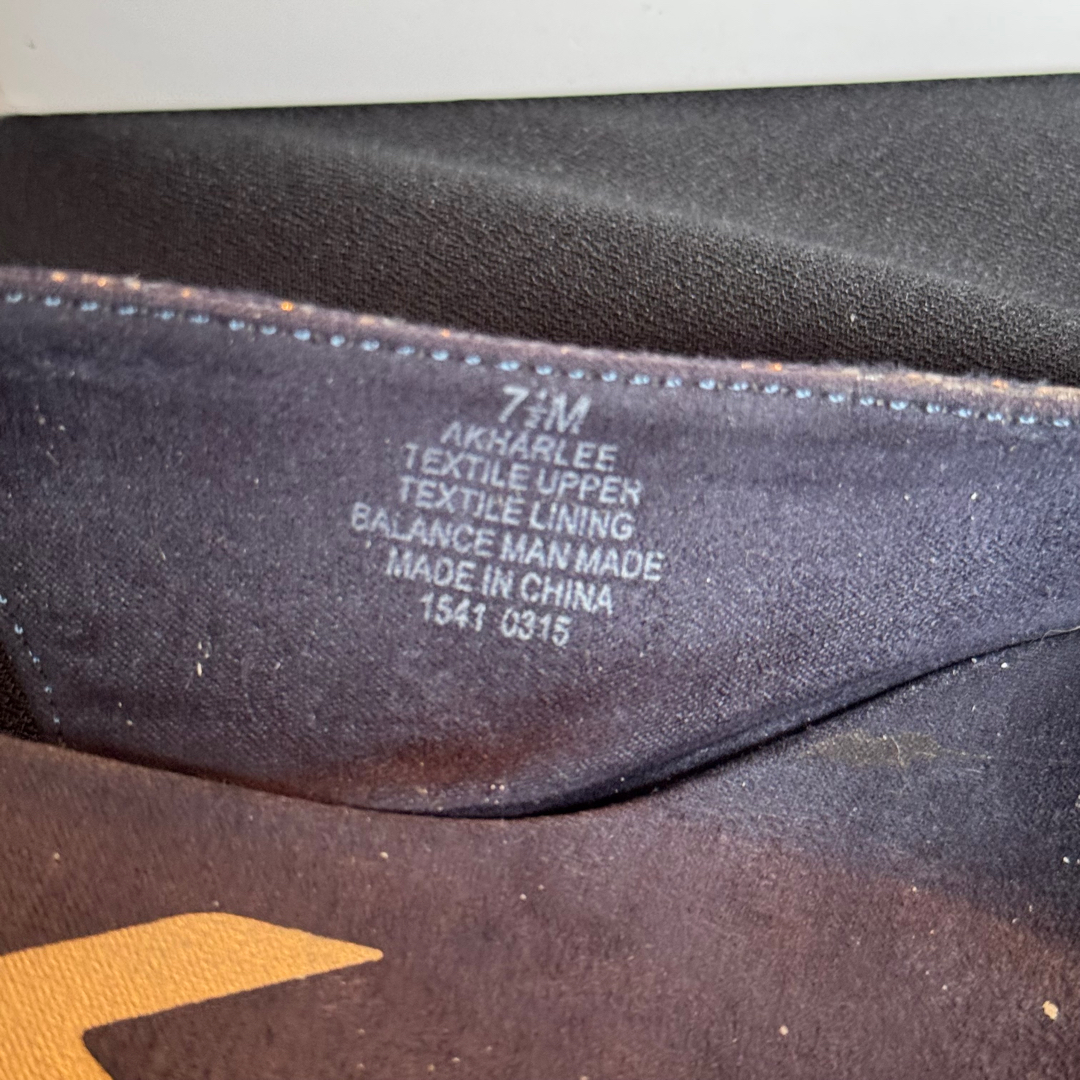 7½M
AKHARLEE
TEXTILE UPPER
TEXTILE LINING
BALANCE MAN MADE
MADE IN CHINA
1541 0315